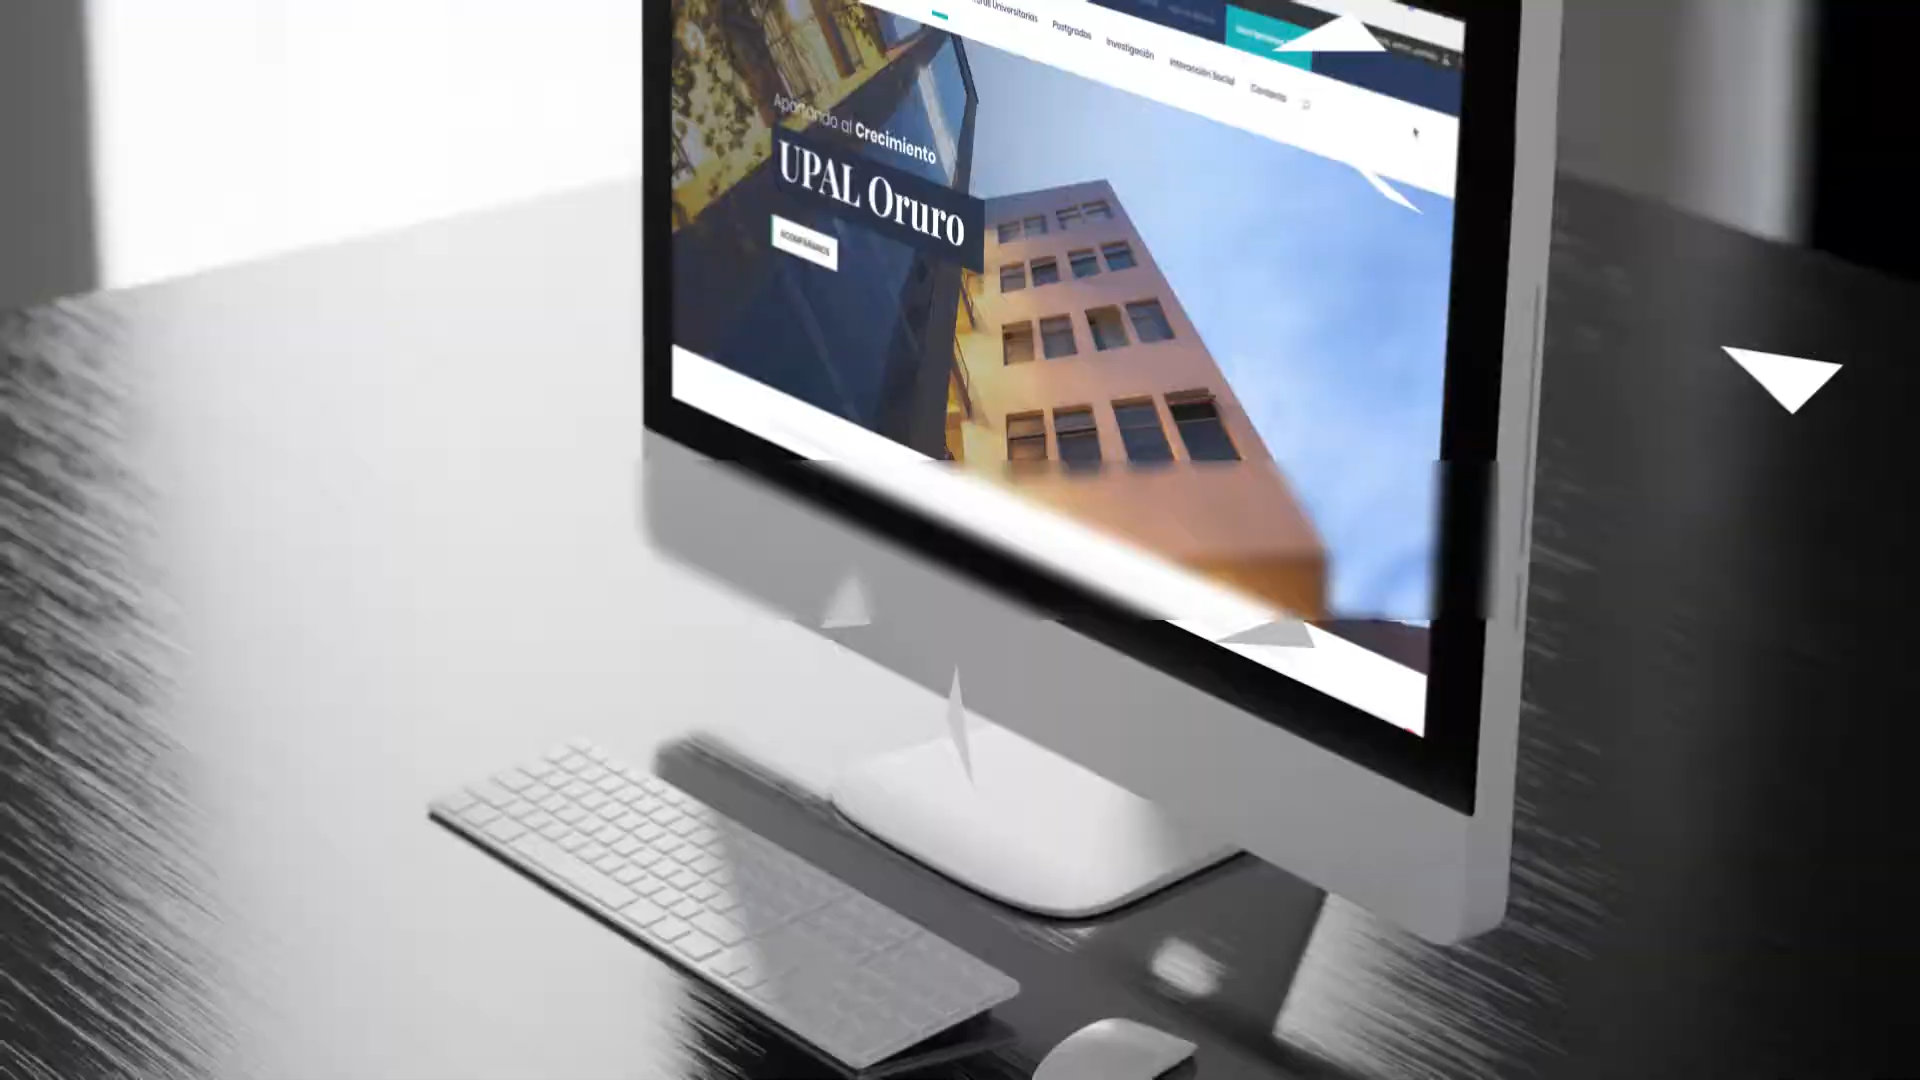 Postgrados
Investigación
Interacción Social
Contacto
Aportando al Crecimiento
UPAL Oruro
ACOMPÁÑANOS